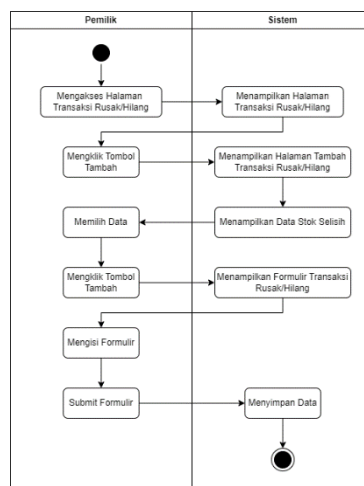 Pemilik
Sistem
Mengakses Halaman
Transaksi Rusak/Hilang
Menampilkan Halaman
Transaksi Rusak/Hilang
Mengklik Tombol
Tambah
Menampilkan Halaman Tambah
Transaksi Rusak/Hilang
Memilih Data
Menampilkan Data Stok Selisih
Mengklik Tombol
Tambah
Menampilkan Formulir Transaksi
Rusak/Hilang
Mengisi Formulir
Submit Formulir
Menyimpan Data